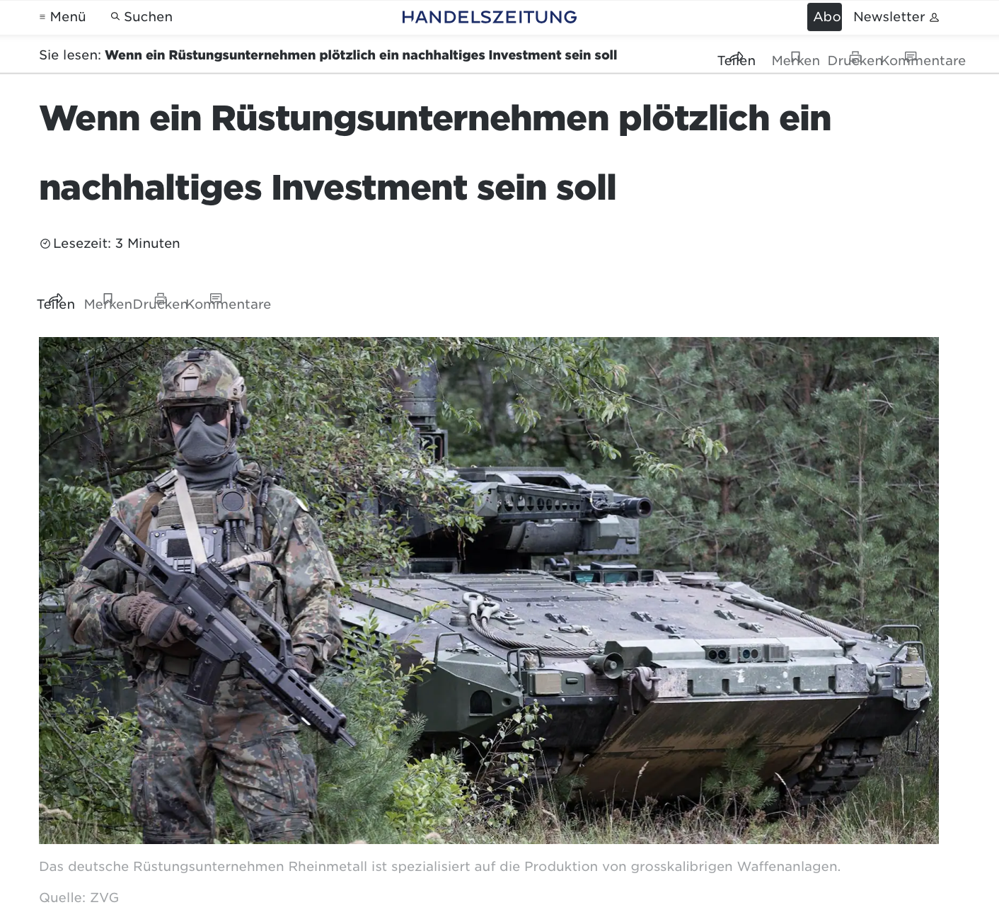 Menü
Suchen
HANDELSZEITUNG
Abo
Newsletter
Sie lesen: Wenn ein Rüstungsunternehmen plötzlich ein nachhaltiges Investment sein soll
Teilen
Merken
Drucken
Kommentare
Wenn ein Rüstungsunternehmen plötzlich ein
nachhaltiges Investment sein soll
Lesezeit: 3 Minuten
Teilen
Merken
Drucken
Kommentare
Das deutsche Rüstungsunternehmen Rheinmetall ist spezialisiert auf die Produktion von grosskalibrigen Waffenanlagen.
Quelle: ZVG